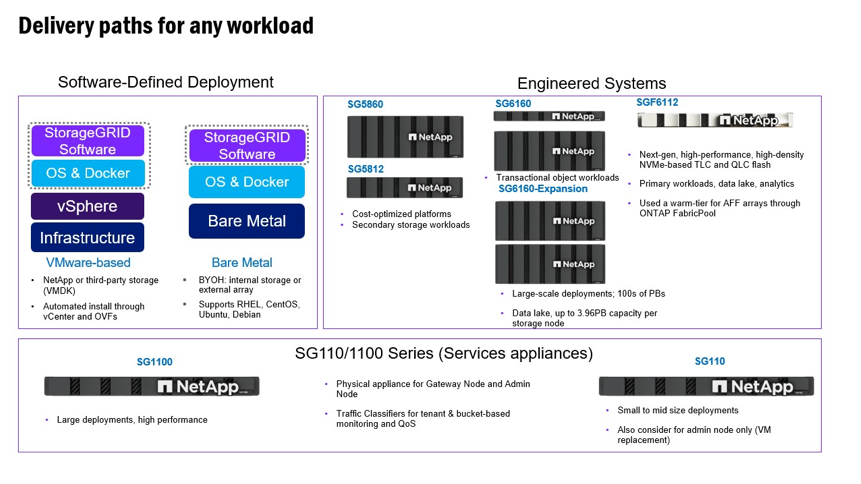 Delivery paths for any workload
Software-Defined Deployment
StorageGRID
Software
OS & Docker
vSphere
Infrastructure
VMware-based
• NetApp or third-party storage
(VMDK)
• Automated install through
vCenter and OVFs
StorageGRID
Software
OS & Docker
Bare Metal
Bare Metal
▪ BYOH: internal storage or
external array
▪ Supports RHEL, CentOS,
Ubuntu, Debian
Engineered Systems
SG5860
NetApp
SG5812
NetApp
• Cost-optimized platforms
• Secondary storage workloads
SG6160
NetApp
NetApp
• Transactional object workloads
SG6160-Expansion
NetApp
NetApp
• Large-scale deployments; 100s of PBs
• Data lake, up to 3.96PB capacity per
storage node
SGF6112
NetApp
• Next-gen, high-performance, high-density
NVMe-based TLC and QLC flash
• Primary workloads, data lake, analytics
• Used a warm-tier for AFF arrays through
ONTAP FabricPool
SG110/1100 Series (Services appliances)
SG1100
NetApp
• Large deployments, high performance
• Physical appliance for Gateway Node and Admin
Node
• Traffic Classifiers for tenant & bucket-based
monitoring and QoS
SG110
NetApp
• Small to mid size deployments
• Also consider for admin node only (VM
replacement)